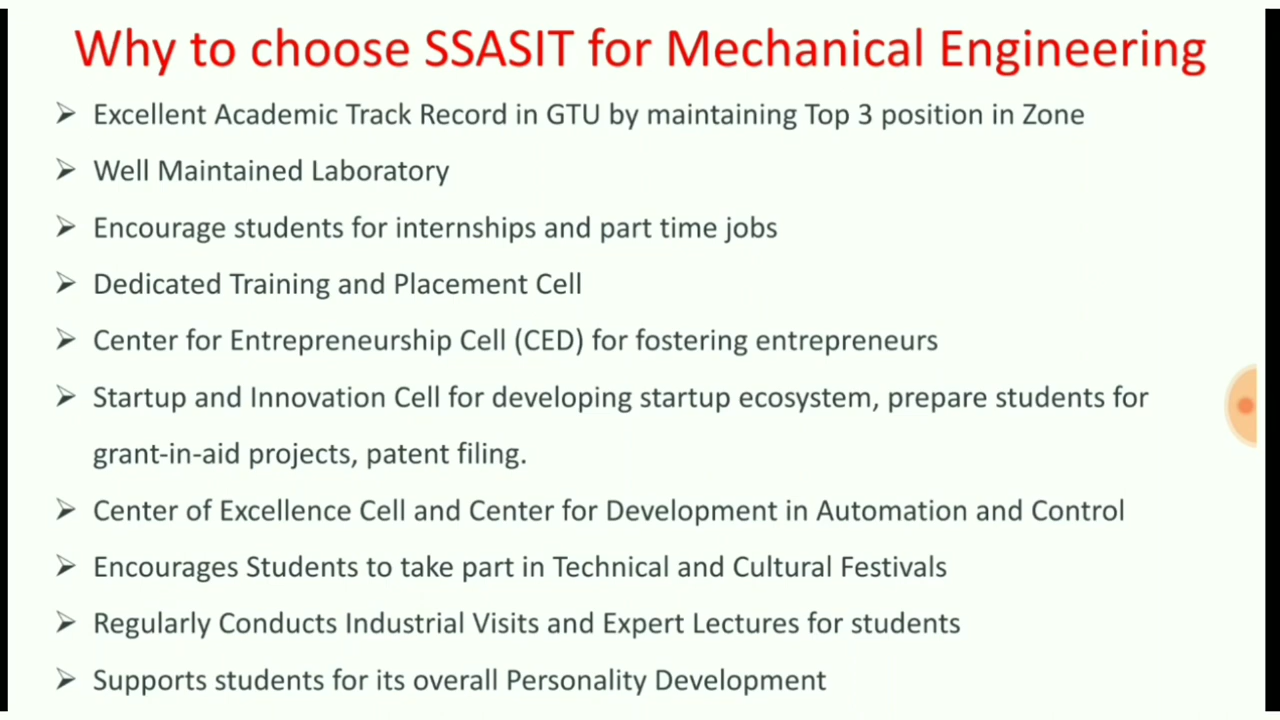 Why to choose SSASIT for Mechanical Engineering
➢ Excellent Academic Track Record in GTU by maintaining Top 3 position in Zone
➢ Well Maintained Laboratory
➢ Encourage students for internships and part time jobs
➢ Dedicated Training and Placement Cell
➢ Center for Entrepreneurship Cell (CED) for fostering entrepreneurs
➢ Startup and Innovation Cell for developing startup ecosystem, prepare students for
grant-in-aid projects, patent filing.
➢ Center of Excellence Cell and Center for Development in Automation and Control
➢ Encourages Students to take part in Technical and Cultural Festivals
➢ Regularly Conducts Industrial Visits and Expert Lectures for students
➢ Supports students for its overall Personality Development